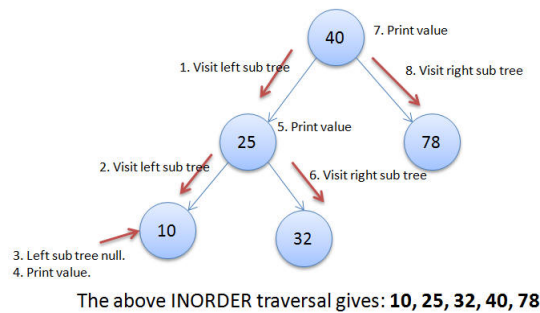 40
7. Print value
1. Visit left sub tree
8. Visit right sub tree
25
5. Print value
78
2. Visit left sub tree
6. Visit right sub tree
10
32
3. Left sub tree null.
4. Print value.
The above INORDER traversal gives: 10, 25, 32, 40, 78